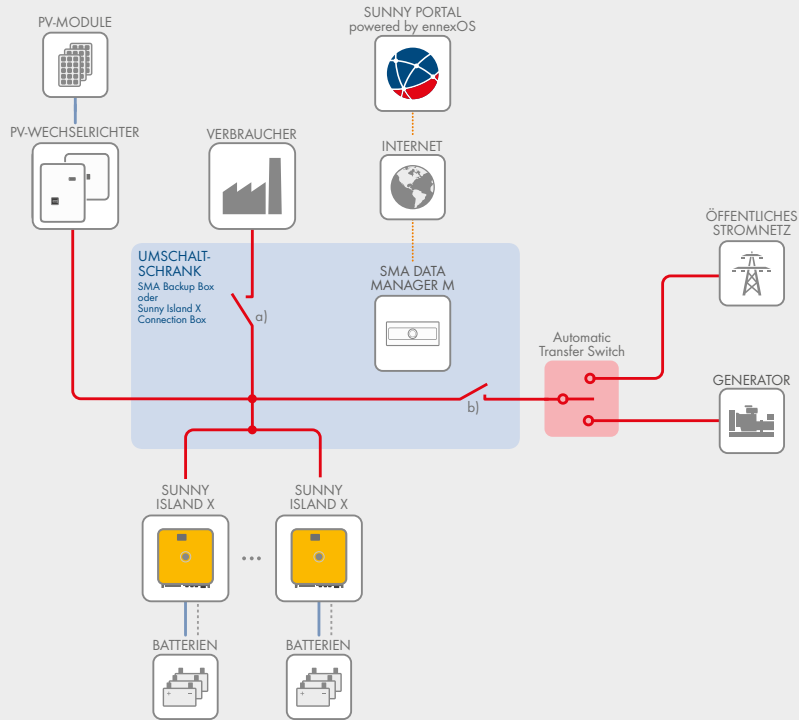 SUNNY PORTAL
powered by ennexOS
PV-MODULE
PV-WECHSELRICHTER
VERBRAUCHER
INTERNET
ÖFFENTLICHES
STROMNETZ
UMSCHALT-
SCHRANK
SMA Backup Box
oder
Sunny Island X
Connection Box
a)
SMA DATA
MANAGER M
Automatic
Transfer Switch
b)
GENERATOR
SUNNY
ISLAND X
...
SUNNY
ISLAND X
BATTERIEN
BATTERIEN